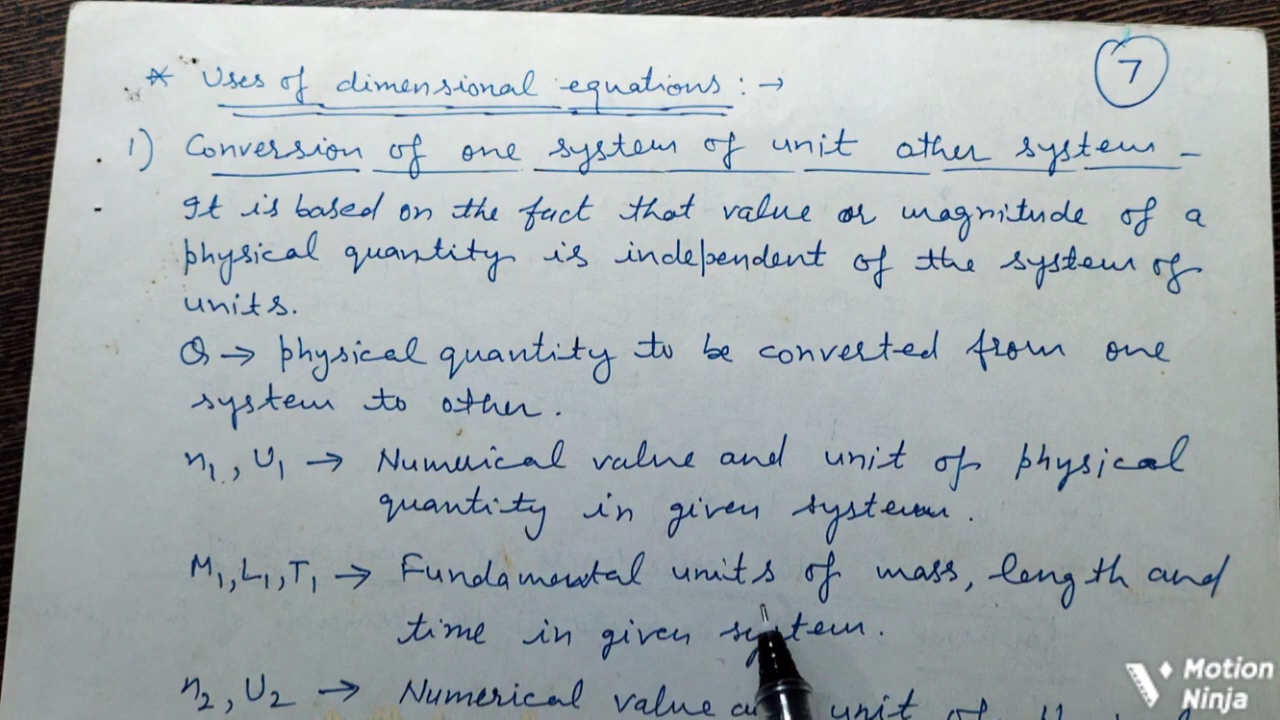 7
* Uses of dimensional equations : →
1) Conversion of one system of unit other system -
- It is based on the fact that value or magnitude of a
physical quantity is independent of the system of
units.
Q → physical quantity to be converted from one
system to other.
n₁, U₁ → Numerical value and unit of physical
quantity in given system.
M₁, L₁, T₁ → Fundamental units of mass, length and
time in given system.
n₂, U₂ → Numerical value unit of
Motion
Ninja